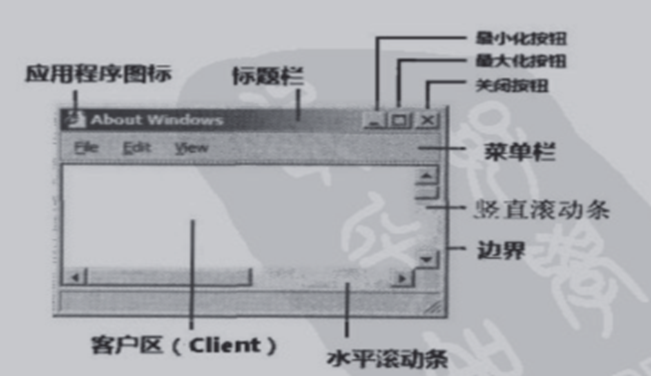 最小化按钮
最大化按钮
关闭按钮
应用程序图标
标题栏
About Windows
File Edit View
菜单栏
竖直滚动条
边界
客户区（Client）
水平滚动条